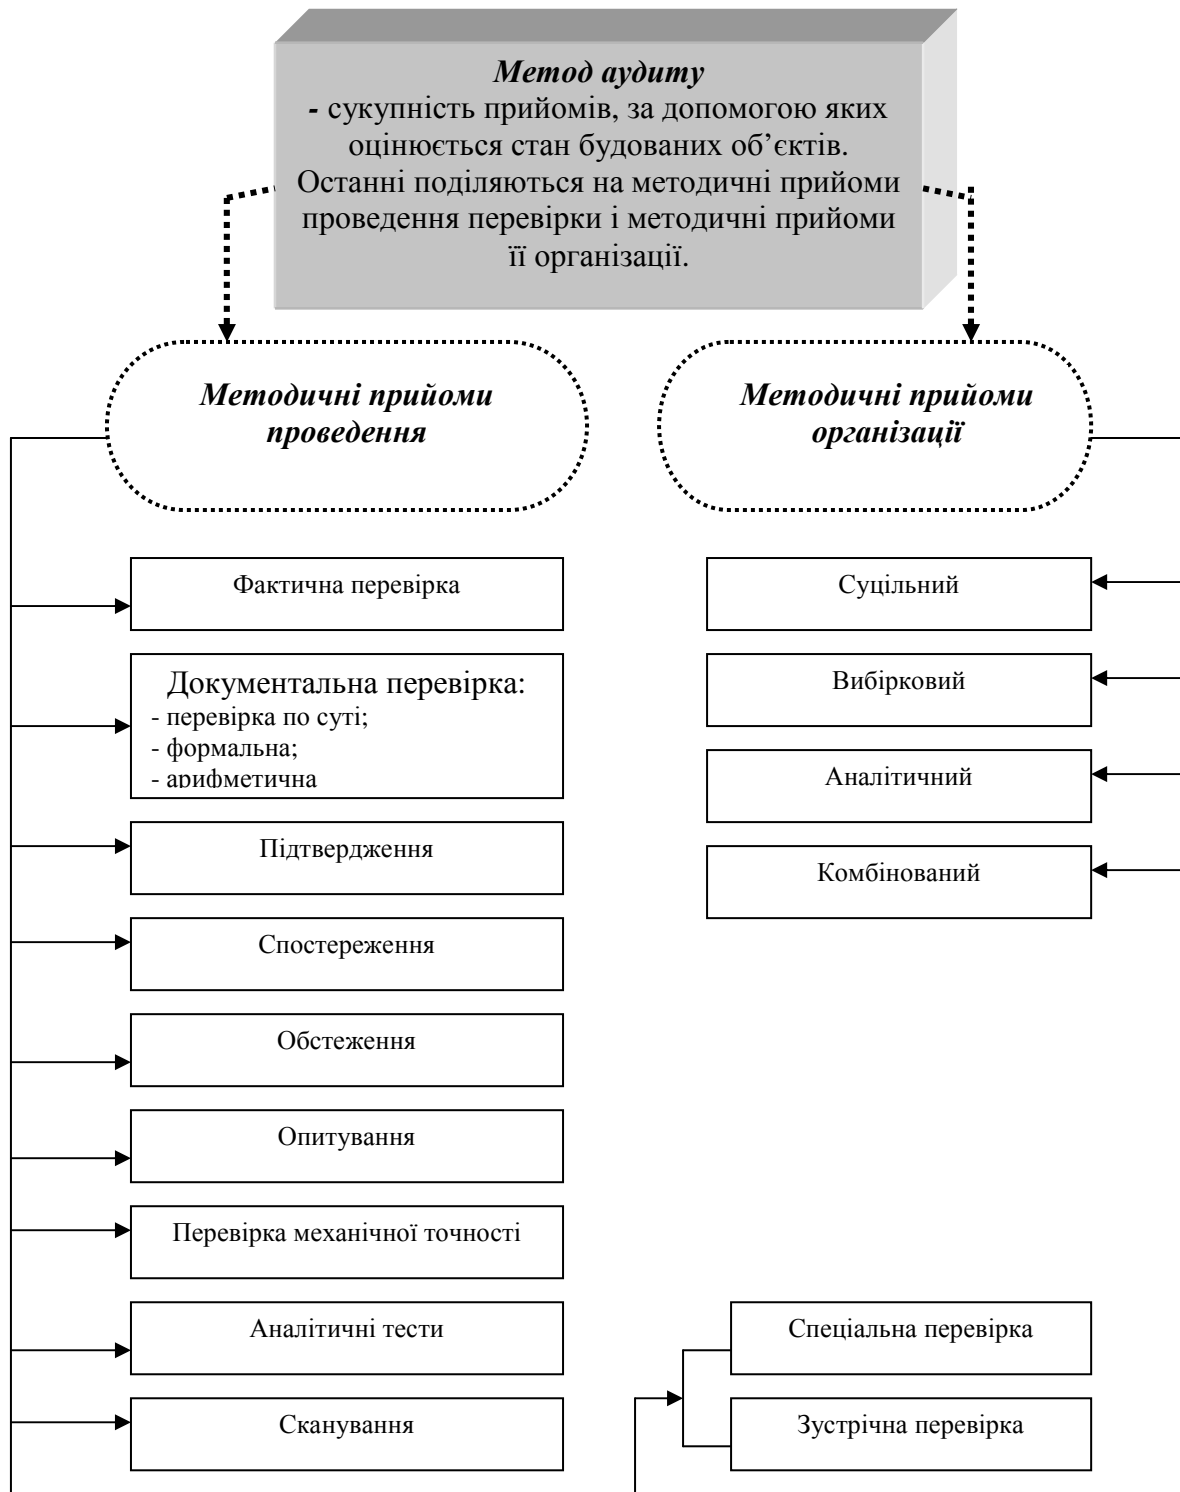 Метод аудиту
- сукупність прийомів, за допомогою яких
оцінюється стан будованих об’єктів.
Останні поділяються на методичні прийоми
проведення перевірки і методичні прийоми
її організації.
Методичні прийоми
проведення
Методичні прийоми
організації
Фактична перевірка
Документальна перевірка:
- перевірка по суті;
- формальна;
- арифметична
Підтвердження
Спостереження
Обстеження
Опитування
Перевірка механічної точності
Аналітичні тести
Сканування
Суцільний
Вибірковий
Аналітичний
Комбінований
Спеціальна перевірка
Зустрічна перевірка